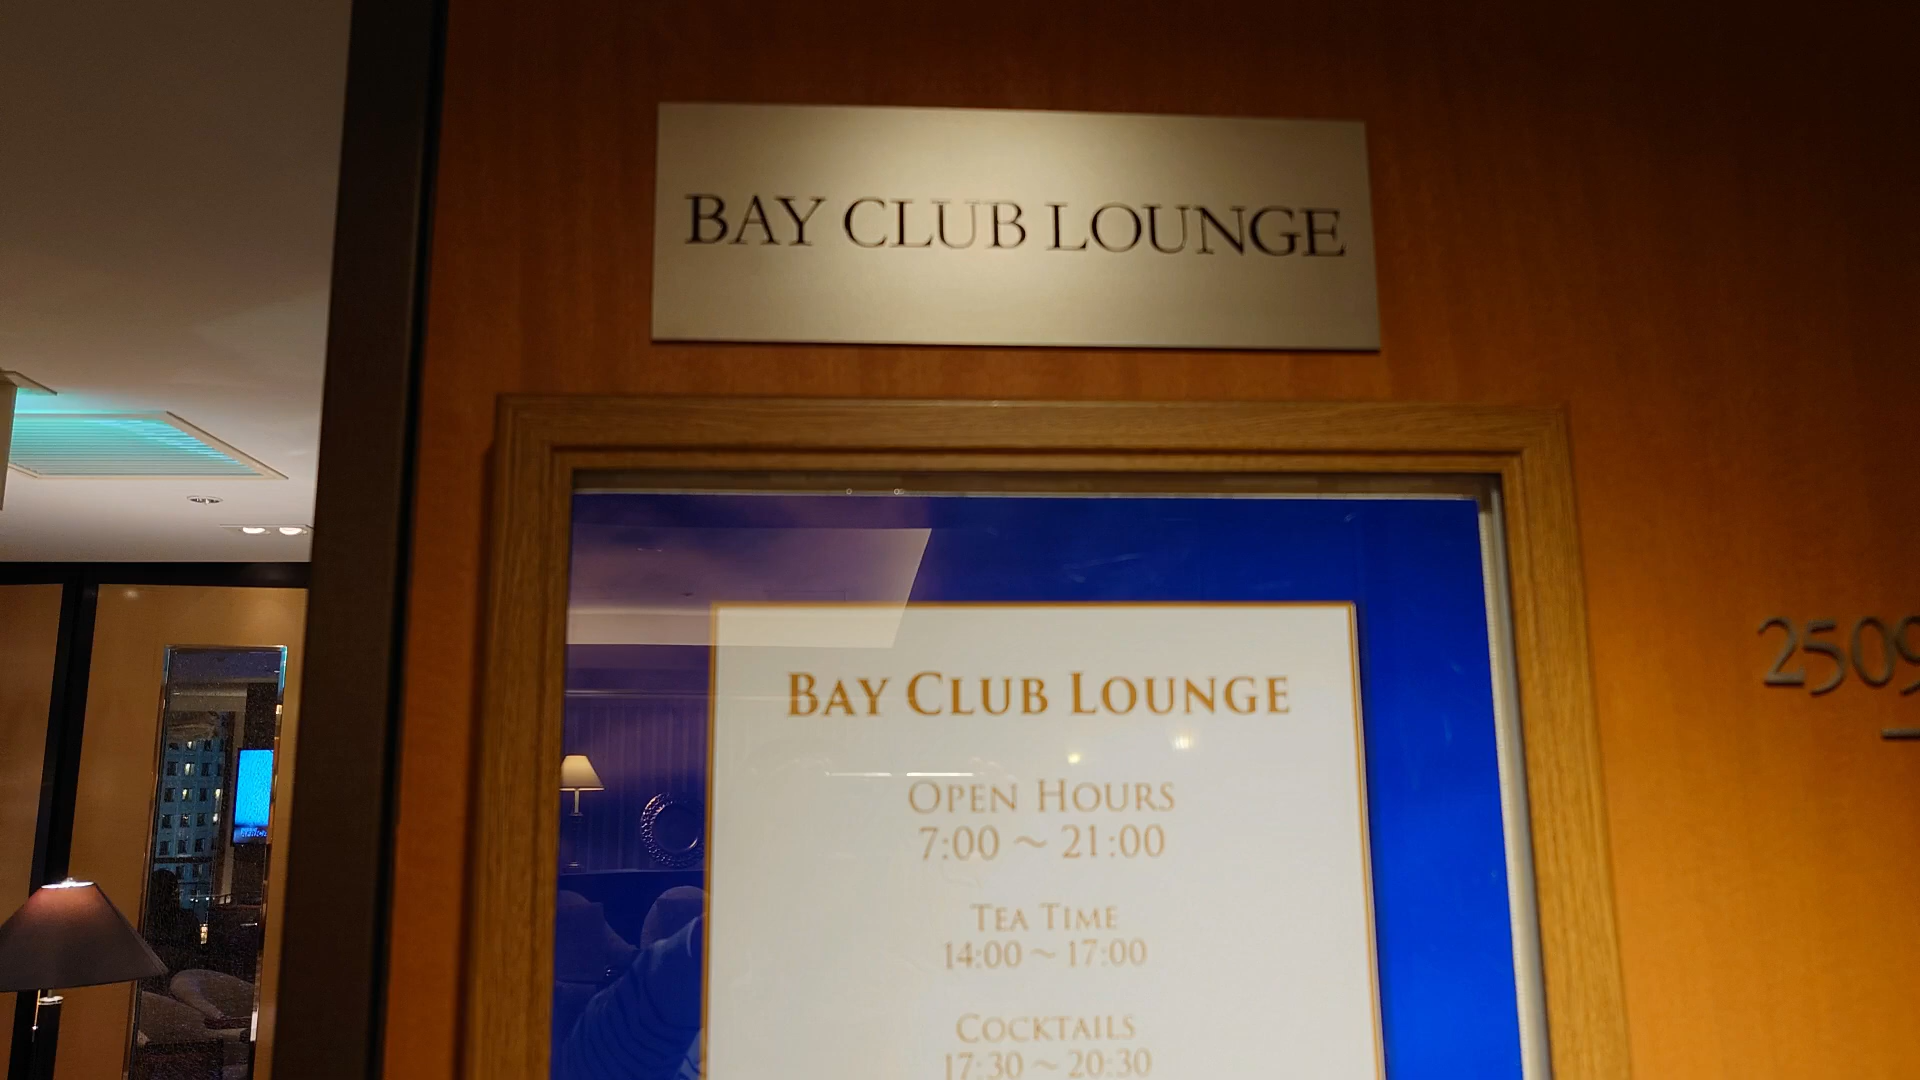 BAY CLUB LOUNGE
BAY CLUB LOUNGE
OPEN HOURS
7:00 ~ 21:00
TEA TIME
14:00 ~ 17:00
COCKTAILS
17:30 ~ 20:30
2509